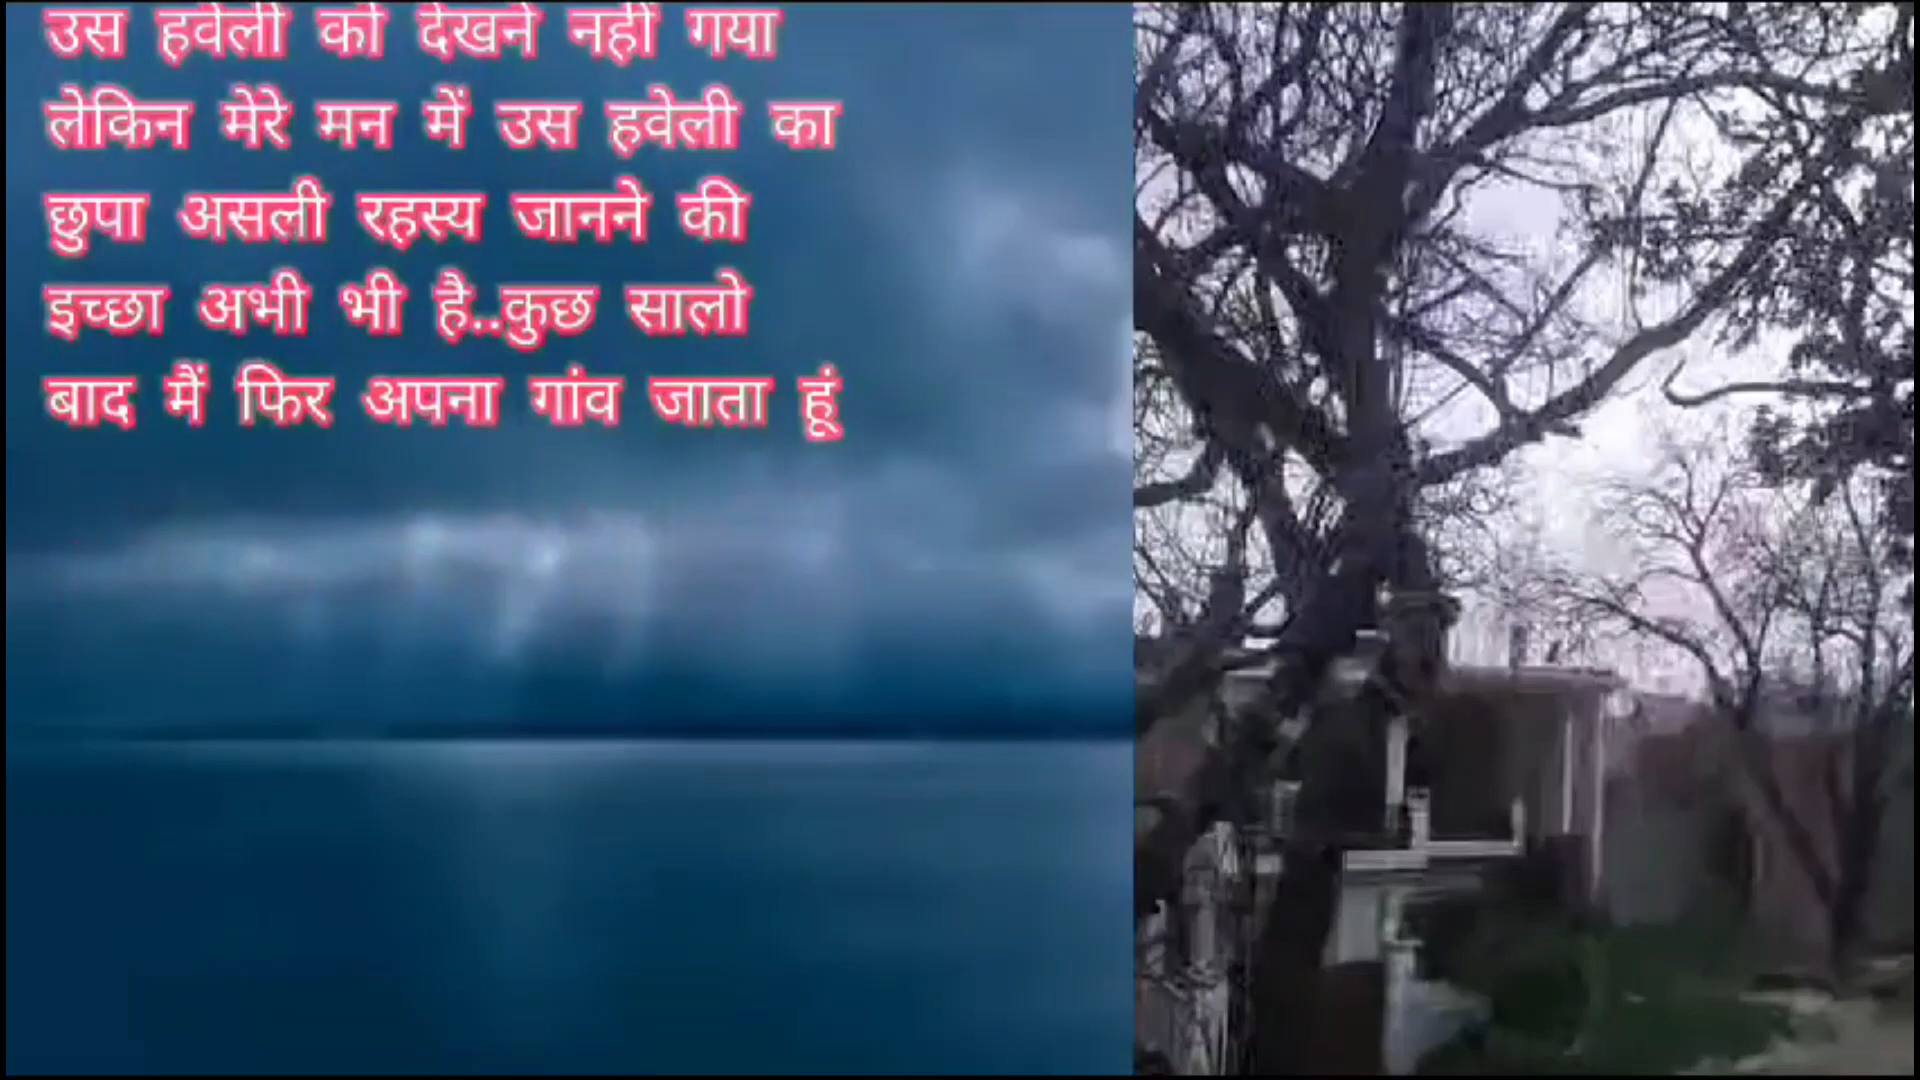 उस हवेली को देखने नहीं गया
लेकिन मेरे मन में उस हवेली का
छुपा असली रहस्य जानने की
इच्छा अभी भी है..कुछ सालो
बाद मैं फिर अपना गांव जाता हूं